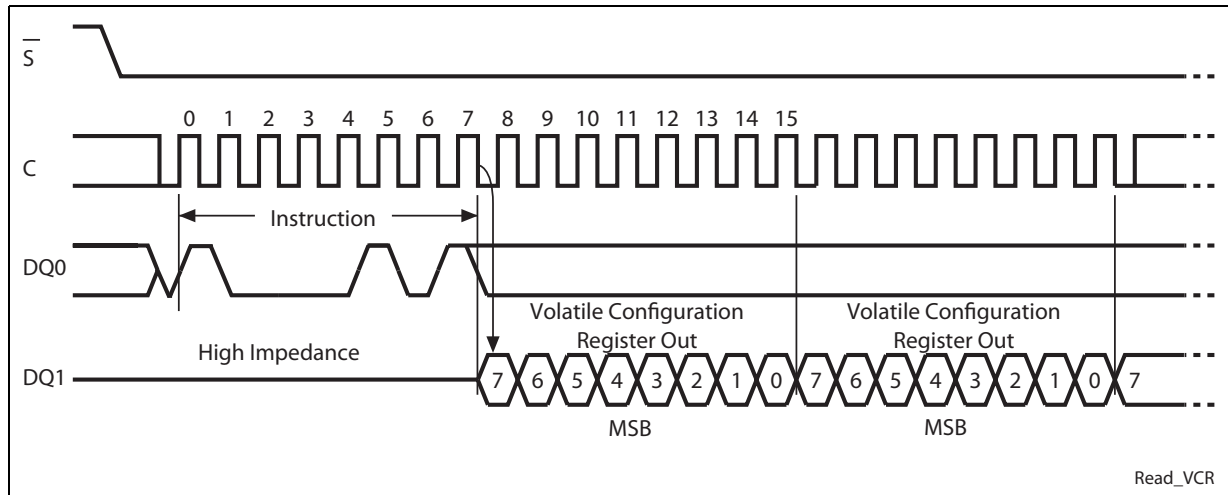 S
0 1 2 3 4 5 6 7 8 9 10 11 12 13 14 15
C
Instruction
DQ0
Volatile Configuration
Register Out
Volatile Configuration
Register Out
High Impedance
DQ1
7 6 5 4 3 2 1 0 7 6 5 4 3 2 1 0 7
MSB
MSB
Read_VCR